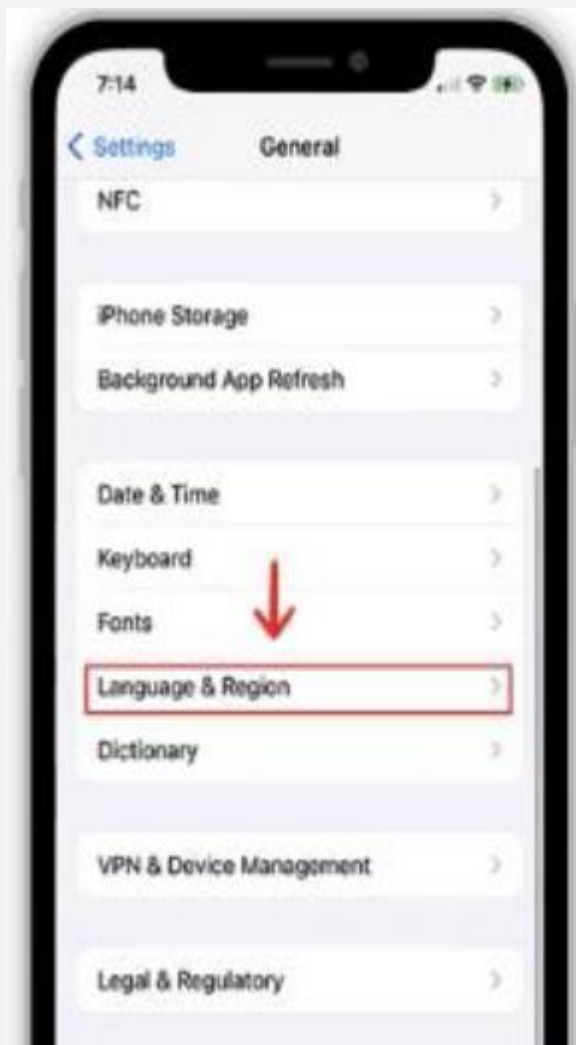 7:14
Settings General
NFC
iPhone Storage
Background App Refresh
Date & Time
Keyboard
Fonts
Language & Region
Dictionary
VPN & Device Management
Legal & Regulatory